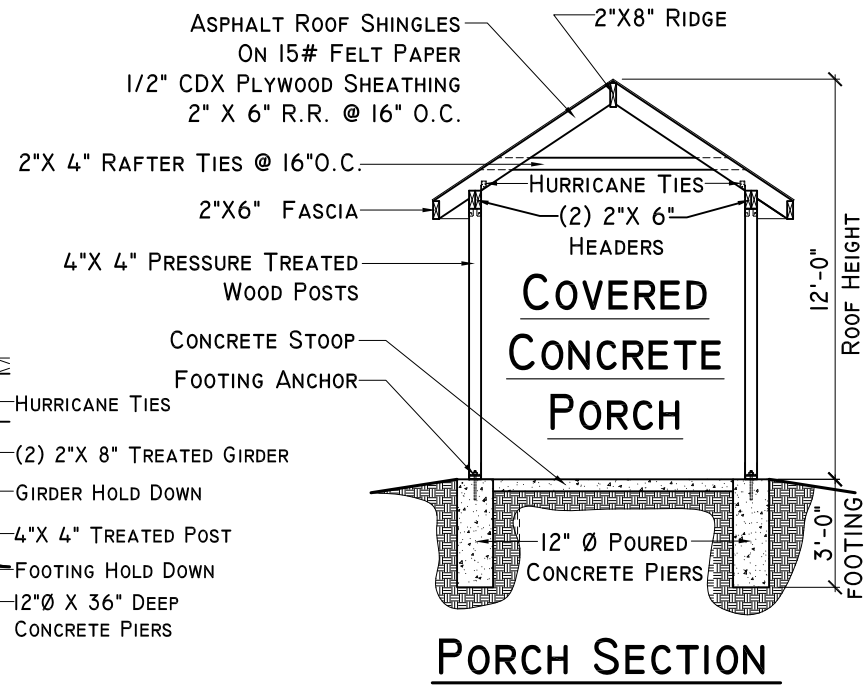 ASPHALT ROOF SHINGLES
ON 15# FELT PAPER
1/2" CDX PLYWOOD SHEATHING
2" X 6" R.R. @ 16" O.C.
2"X8" RIDGE
2"X 4" RAFTER TIES @ 16"O.C.
HURRICANE TIES
2"X6" FASCIA
(2) 2"X 6"
HEADERS
4"X 4" PRESSURE TREATED
WOOD POSTS
COVERED
CONCRETE
PORCH
12'-0"
ROOF HEIGHT
CONCRETE STOOP
FOOTING ANCHOR
HURRICANE TIES
(2) 2"X 8" TREATED GIRDER
GIRDER HOLD DOWN
4"X 4" TREATED POST
FOOTING HOLD DOWN
12"Ø X 36" DEEP
CONCRETE PIERS
12" Ø POURED
CONCRETE PIERS
3'-0"
FOOTING
PORCH SECTION